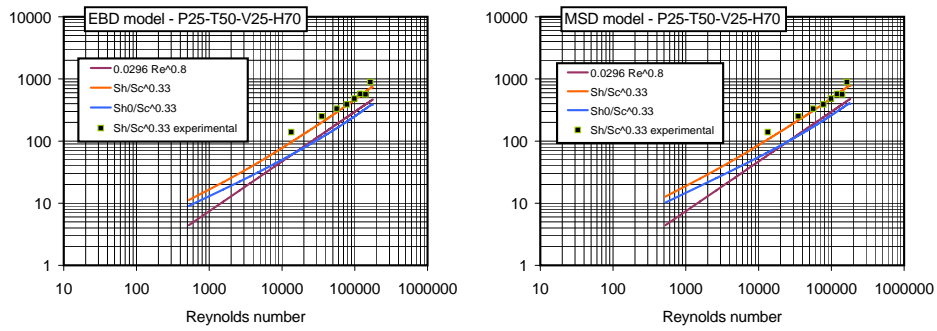 EBD model - P25-T50-V25-H70
10000
1000
100
10
1
0.0296 Re^0.8
Sh/Sc^0.33
Sh0/Sc^0.33
Sh/Sc^0.33 experimental
10 100 1000 10000 100000 1000000
Reynolds number
MSD model - P25-T50-V25-H70
10000
1000
100
10
1
0.0296 Re^0.8
Sh/Sc^0.33
Sh0/Sc^0.33
Sh/Sc^0.33 experimental
10 100 1000 10000 100000 1000000
Reynolds number